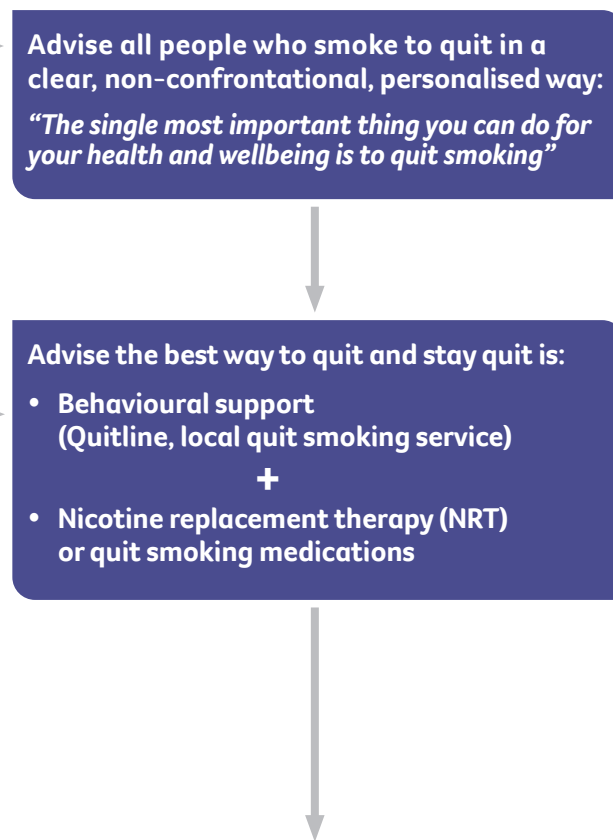 Advise all people who smoke to quit in a
clear, non-confrontational, personalised way:
“The single most important thing you can do for
your health and wellbeing is to quit smoking”
Advise the best way to quit and stay quit is:
• Behavioural support
(Quitline, local quit smoking service)
+
• Nicotine replacement therapy (NRT)
or quit smoking medications